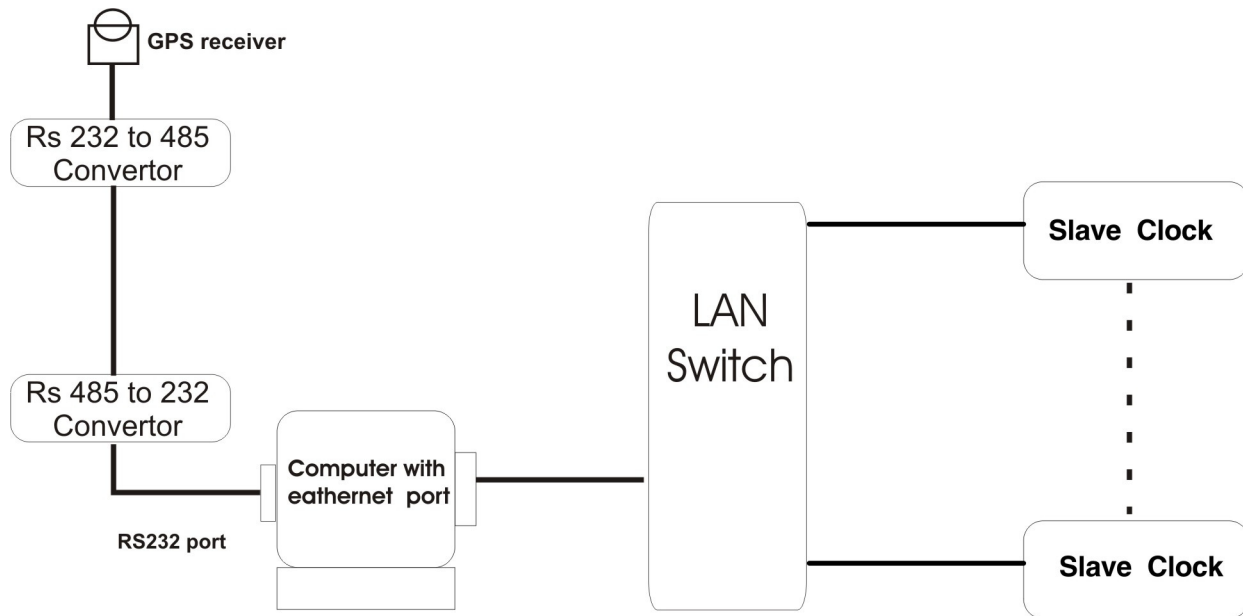 GPS receiver
Rs 232 to 485
Convertor
Rs 485 to 232
Convertor
RS232 port
Computer with
eathernet port
LAN
Switch
Slave Clock
Slave Clock